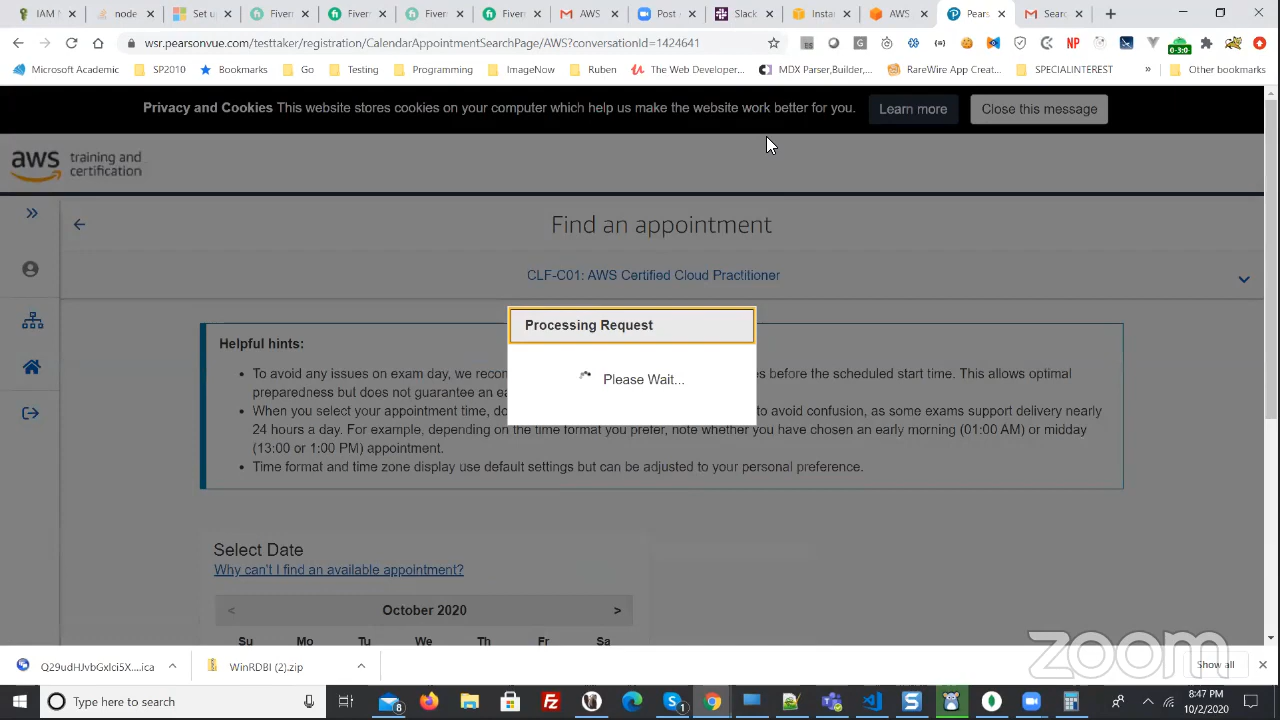 IAM M
node
Set up
Fiverr
Fiverr
Fiverr
Fiverr
AWS
Post
Slack
Instan
AWS
Pears
Searc
wsr.pearsonvue.com/testtaker/registration/CalendarAppointmentSearchPage/AWS?conversationId=1424641
Microsoft Academic
SP2010
Bookmarks
Go
Testing
Programming
ImageNow
Ruben
The Web Developer...
MDX Parser,Builder,...
RareWire App Creat...
SPECIALINTEREST
»
Other bookmarks
Privacy and Cookies This website stores cookies on your computer which help us make the website work better for you.
Learn more
Close this message
aws training and certification
Find an appointment
CLF-C01: AWS Certified Cloud Practitioner
Processing Request
Please Wait...
Helpful hints:
• To avoid any issues on exam day, we recon
es before the scheduled start time. This allows optimal
preparedness but does not guarantee an ea
• When you select your appointment time, do
to avoid confusion, as some exams support delivery nearly
24 hours a day. For example, depending on the time format you prefer, note whether you have chosen an early morning (01:00 AM) or midday
(13:00 or 1:00 PM) appointment.
• Time format and time zone display use default settings but can be adjusted to your personal preference.
Select Date
Why can't I find an available appointment?
< October 2020 >
Su Mo Tu We Th Fr Sa
zoom
Q29udHJvbGxlci5X....ica
WinRDBI (2).zip
Show all
Type here to search
8:47 PM
10/2/2020